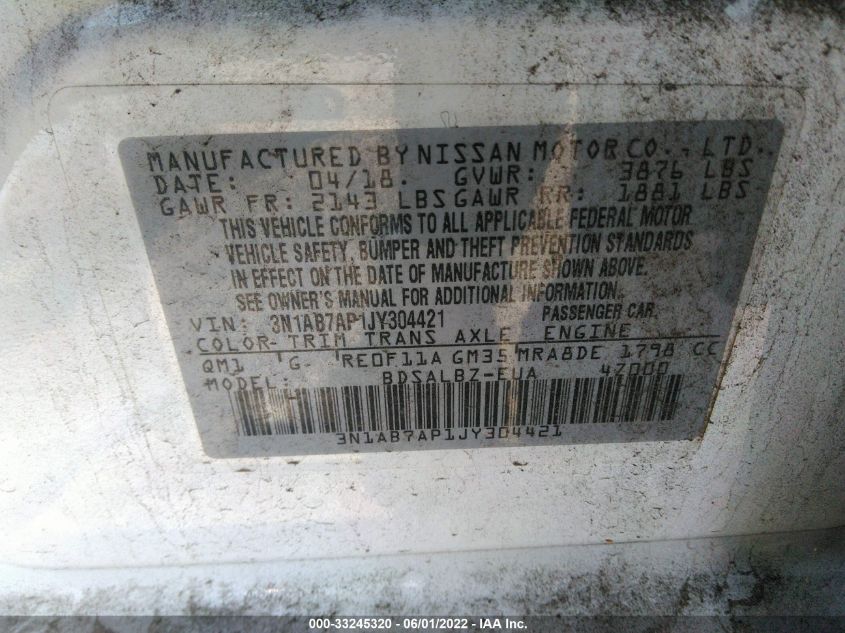 MANUFACTURED BY NISSAN MOTOR CO., LTD.
DATE: 04/18. GVWR: 3876 LBS
GAWR FR: 2143 LBS GAWR RR: 1881 LBS
THIS VEHICLE CONFORMS TO ALL APPLICABLE FEDERAL MOTOR
VEHICLE SAFETY, BUMPER AND THEFT PREVENTION STANDARDS
IN EFFECT ON THE DATE OF MANUFACTURE SHOWN ABOVE.
SEE OWNER'S MANUAL FOR ADDITIONAL INFORMATION.
VIN: 3N1AB7AP1JY304421 PASSENGER CAR.
COLOR- TRIM TRANS AXLE ENGINE
QM1 'G- 'RE0F11A GM35 MRA8DE 1798 CC
MODEL: BDSALBZ-EUA 47000
3N1AB7AP1JY304421
000-33245320 - 06/01/2022 - IAA Inc.